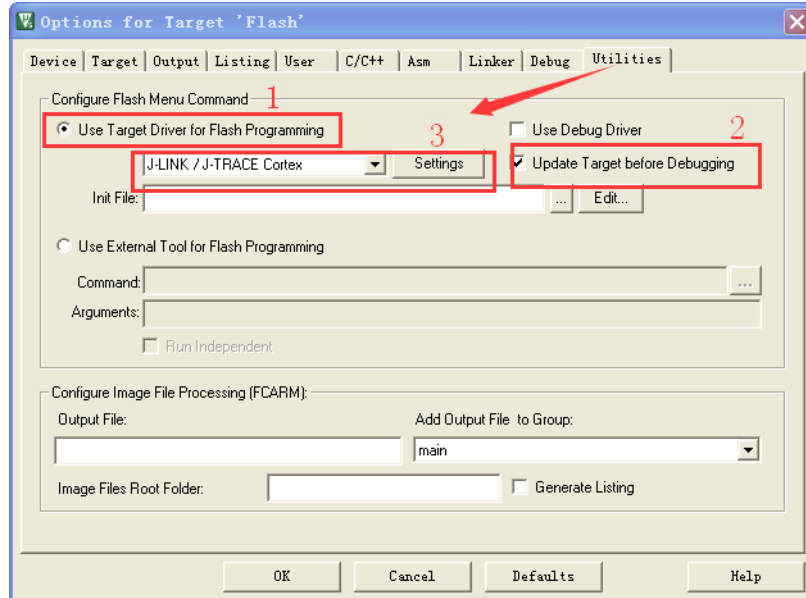 Options for Target 'Flash'
Device Target Output Listing User C/C++ Asm Linker Debug Utilities
Configure Flash Menu Command 1
Use Target Driver for Flash Programming 3 Use Debug Driver 2
J-LINK / J-TRACE Cortex Settings Update Target before Debugging
Init File: ... Edit...
Use External Tool for Flash Programming
Command: ...
Arguments:
Run Independent
Configure Image File Processing (FCARM):
Output File: Add Output File to Group:
main
Image Files Root Folder: Generate Listing
OK Cancel Defaults Help